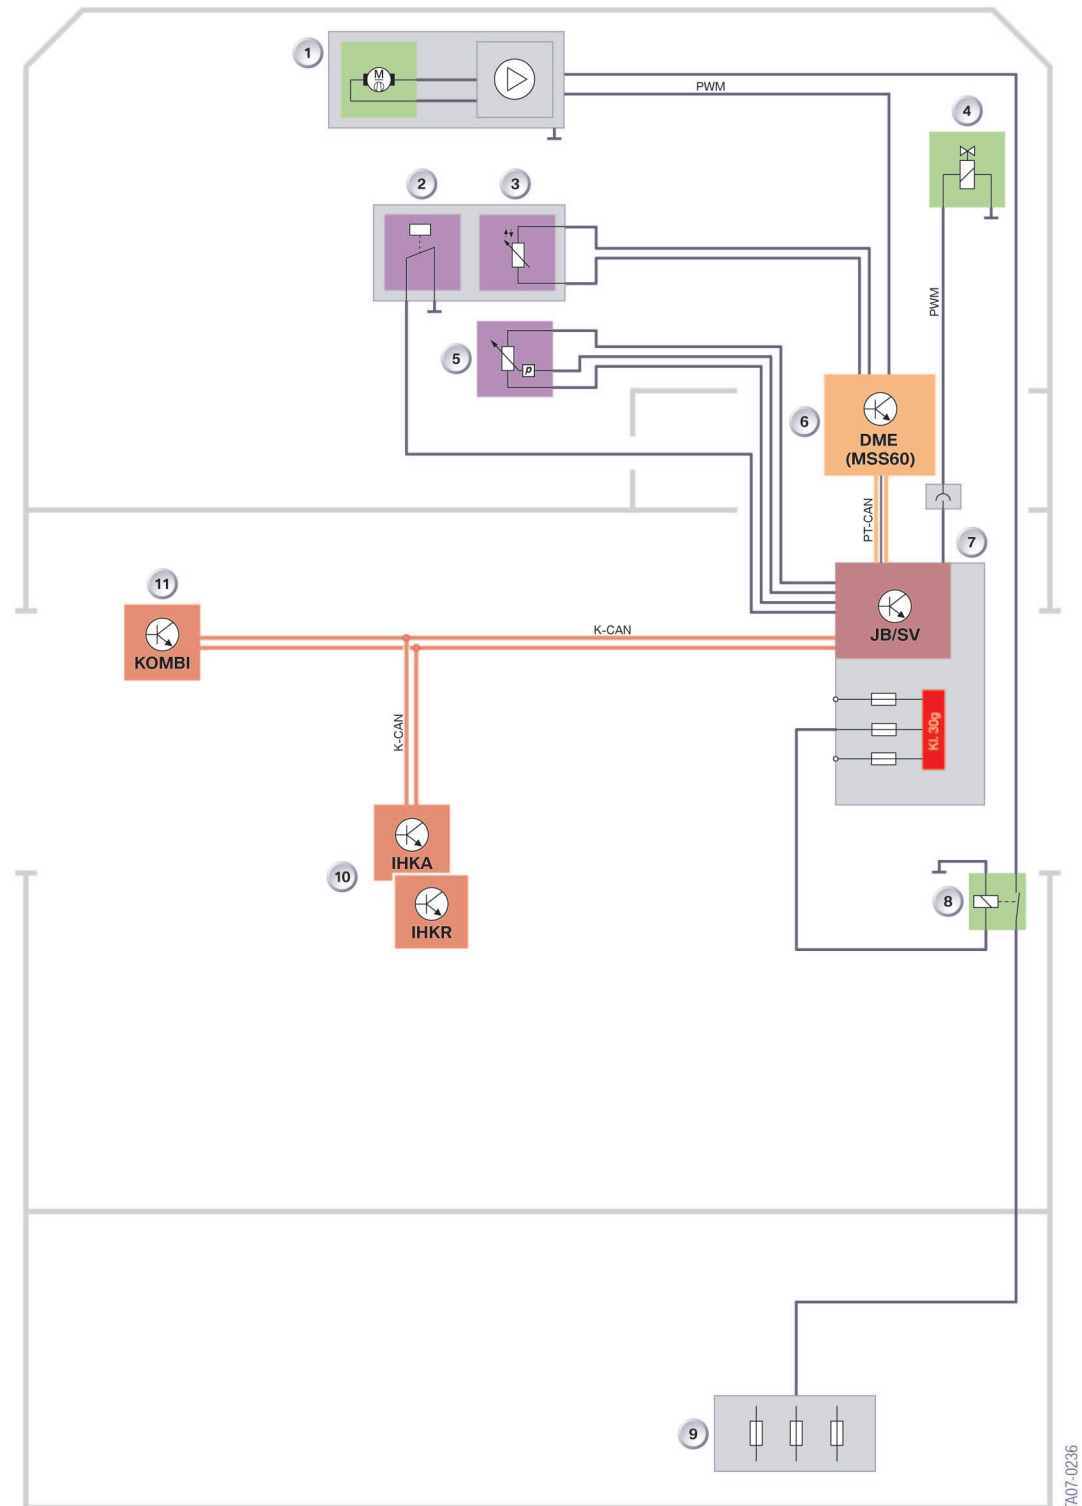 1
M
PWM
4
2
3
PWM
5
p
6
DME
(MSS60)
PT-CAN
7
11
K-CAN
JB/SV
KOMBI
K-CAN
Kl. 30g
IHKA
10
8
IHKR
9
TA07-0236